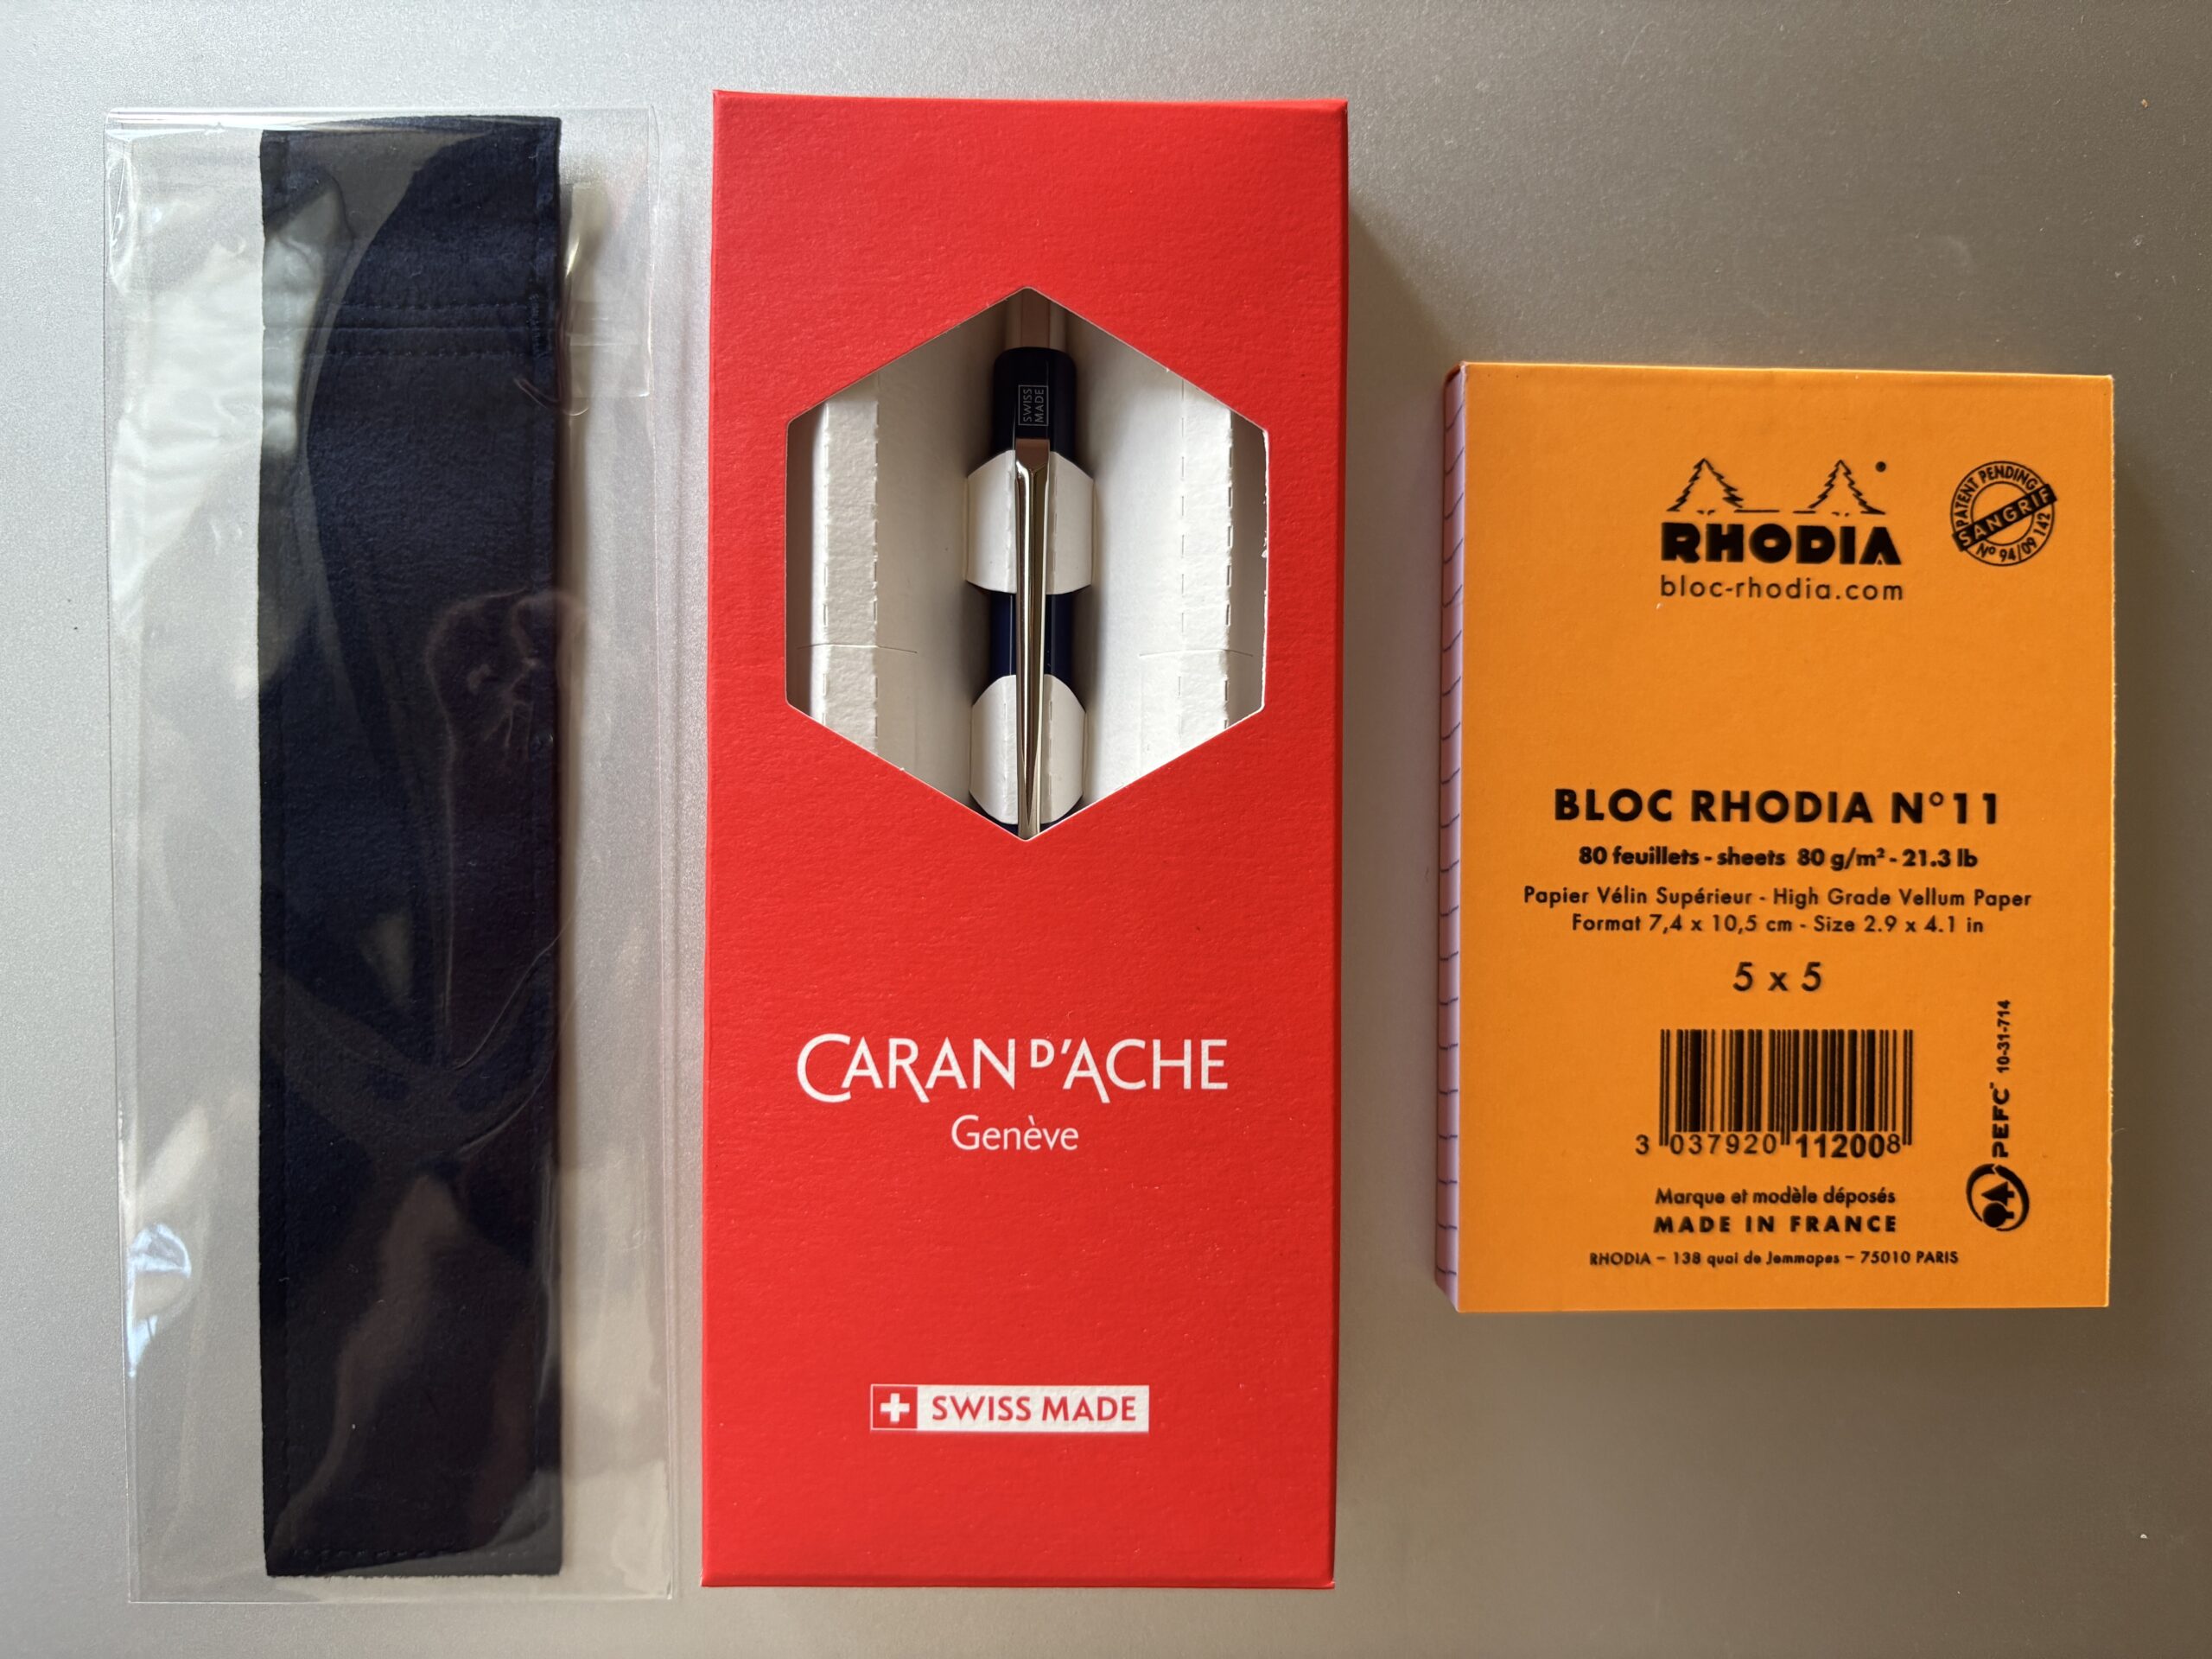 SWISS
MADE
CARAN D'ACHE
Genève
SWISS MADE
RHODIA
bloc-rhodia.com
PATENT PENDING
SANGRIF
N° 94/09 142
BLOC RHODIA N°11
80 feuillets - sheets 80 g/m² - 21.3 lb
Papier Vélin Supérieur - High Grade Vellum Paper
Format 7,4 x 10,5 cm - Size 2.9 x 4.1 in
5 x 5
3 037920 112008
PEFC™ 10-31-714
Marque et modèle déposés
MADE IN FRANCE
RHODIA – 138 quai de Jemmapes – 75010 PARIS